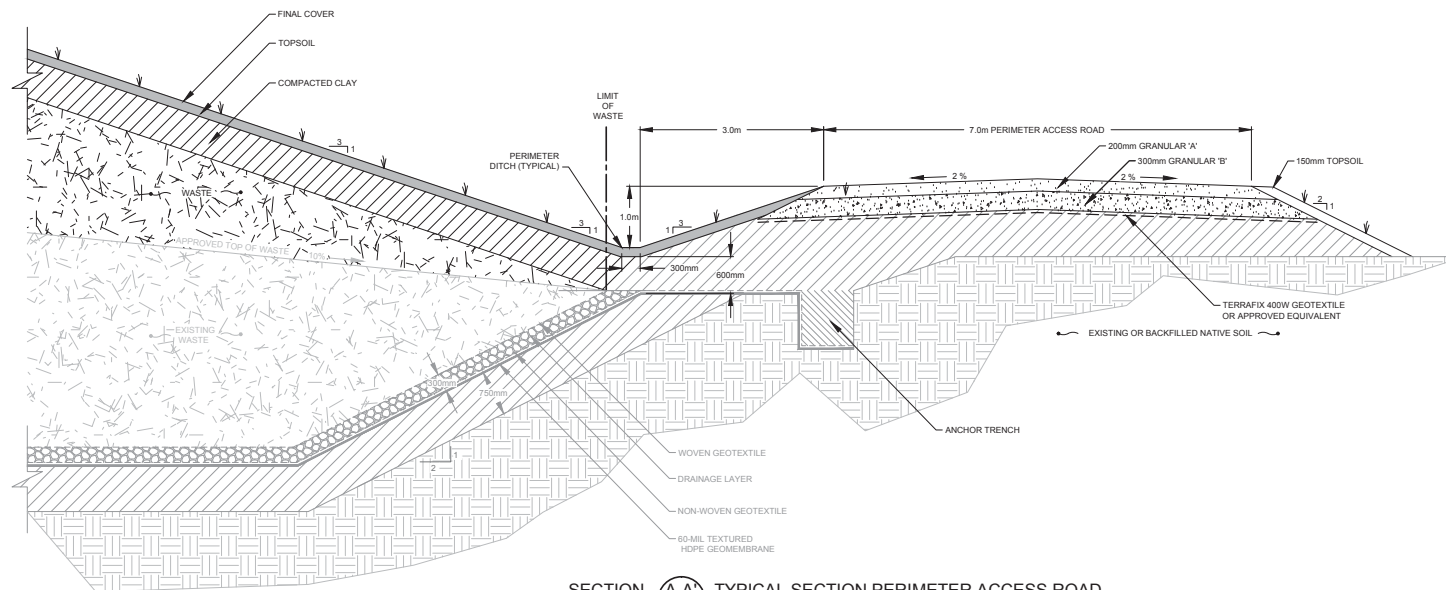 FINAL COVER
TOPSOIL
COMPACTED CLAY
LIMIT
OF
WASTE
3.0m
7.0m PERIMETER ACCESS ROAD
200mm GRANULAR 'A'
300mm GRANULAR 'B'
150mm TOPSOIL
PERIMETER
DITCH (TYPICAL)
3
1
2 %
2 %
2
1
WASTE
1.0m
3
1
3
1
300mm
600mm
APPROVED TOP OF WASTE
10%
TERRAFIX 400W GEOTEXTILE
OR APPROVED EQUIVALENT
EXISTING OR BACKFILLED NATIVE SOIL
EXISTING
WASTE
300mm
750mm
ANCHOR TRENCH
1
2
WOVEN GEOTEXTILE
DRAINAGE LAYER
NON-WOVEN GEOTEXTILE
60-MIL TEXTURED
HDPE GEOMEMBRANE
SECTION A-A' TYPICAL SECTION PERIMETER ACCESS ROAD